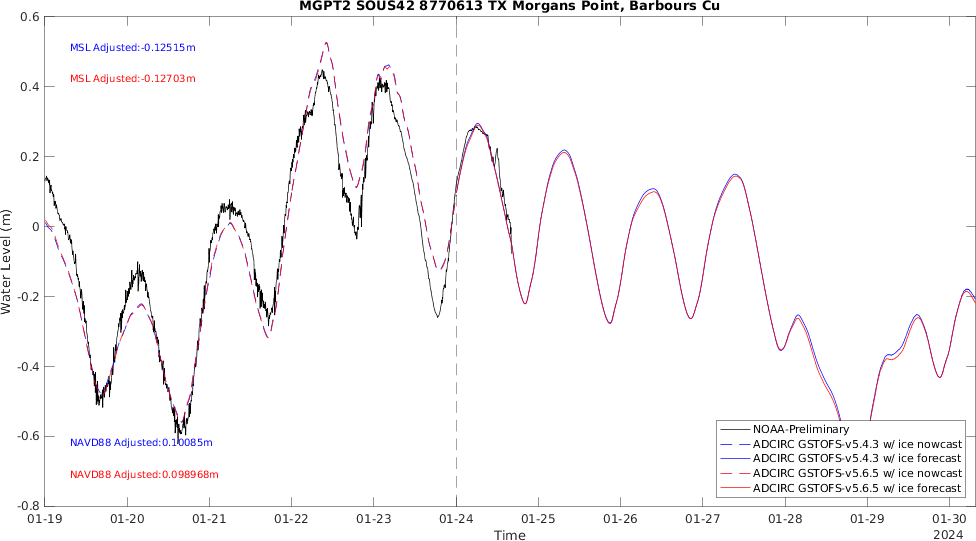 MGPT2 SOUS42 8770613 TX Morgans Point, Barbours Cu
0.6
0.4
0.2
0
-0.2
-0.4
-0.6
-0.8
Water Level (m)
MSL Adjusted:-0.12515m
MSL Adjusted:-0.12703m
NAVD88 Adjusted:0.10085m
NAVD88 Adjusted:0.098968m
NOAA-Preliminary
ADCIRC GSTOFS-v5.4.3 w/ ice nowcast
ADCIRC GSTOFS-v5.4.3 w/ ice forecast
ADCIRC GSTOFS-v5.6.5 w/ ice nowcast
ADCIRC GSTOFS-v5.6.5 w/ ice forecast
01-19 01-20 01-21 01-22 01-23 01-24 01-25 01-26 01-27 01-28 01-29 01-30
2024
Time